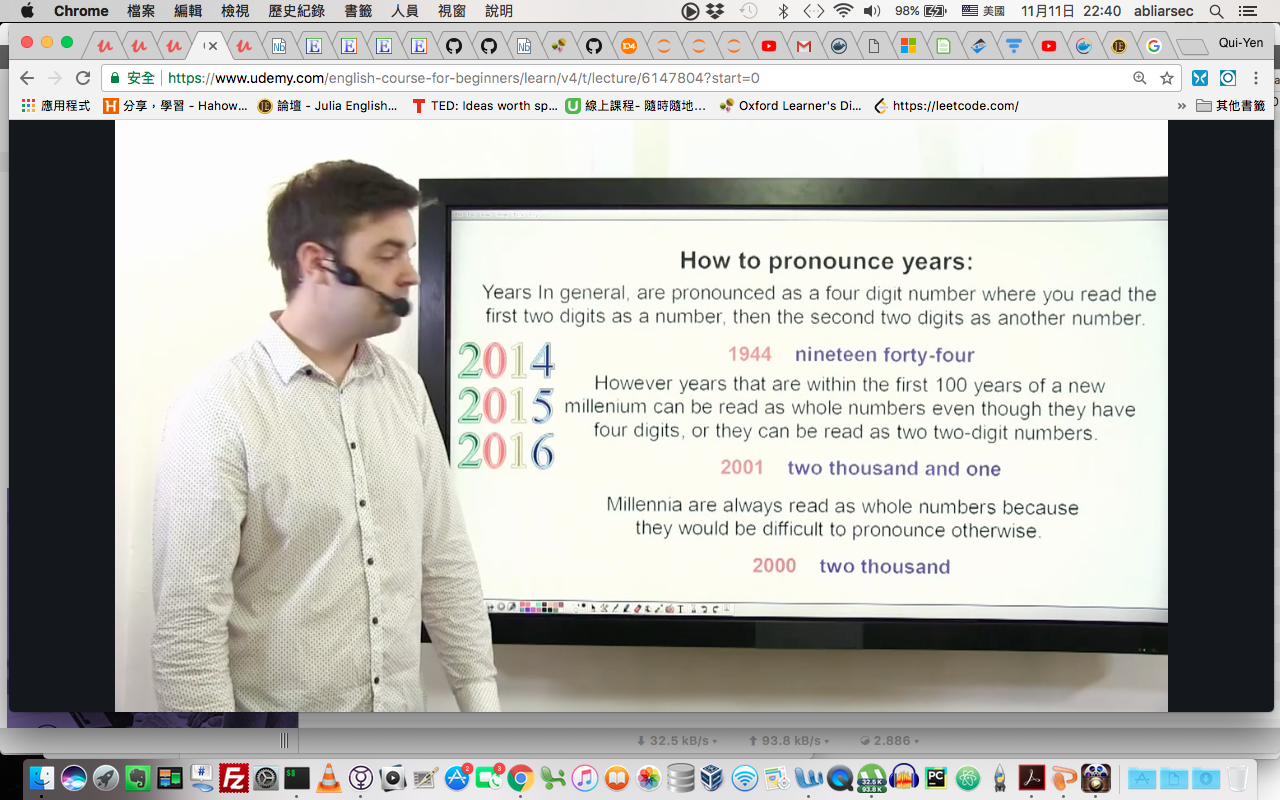 Chrome 檔案 編輯 檢視 歷史紀錄 書籤 人員 視窗 說明 98% 美國 11月11日 22:40 abliarsec
Qui-Yen
安全 https://www.udemy.com/english-course-for-beginners/learn/v4/t/lecture/6147804?start=0
應用程式 分享，學習 - Hahow... 論壇 - Julia English... TED: Ideas worth sp... 線上課程- 隨時隨地... Oxford Learner's Di... https://leetcode.com/ » 其他書籤
How to pronounce years:
Years In general, are pronounced as a four digit number where you read the
first two digits as a number, then the second two digits as another number.
1944 nineteen forty-four
2014
2015
2016
However years that are within the first 100 years of a new
millenium can be read as whole numbers even though they have
four digits, or they can be read as two two-digit numbers.
2001 two thousand and one
Millennia are always read as whole numbers because
they would be difficult to pronounce otherwise.
2000 two thousand
32.5 kB/s 93.8 kB/s 2.886